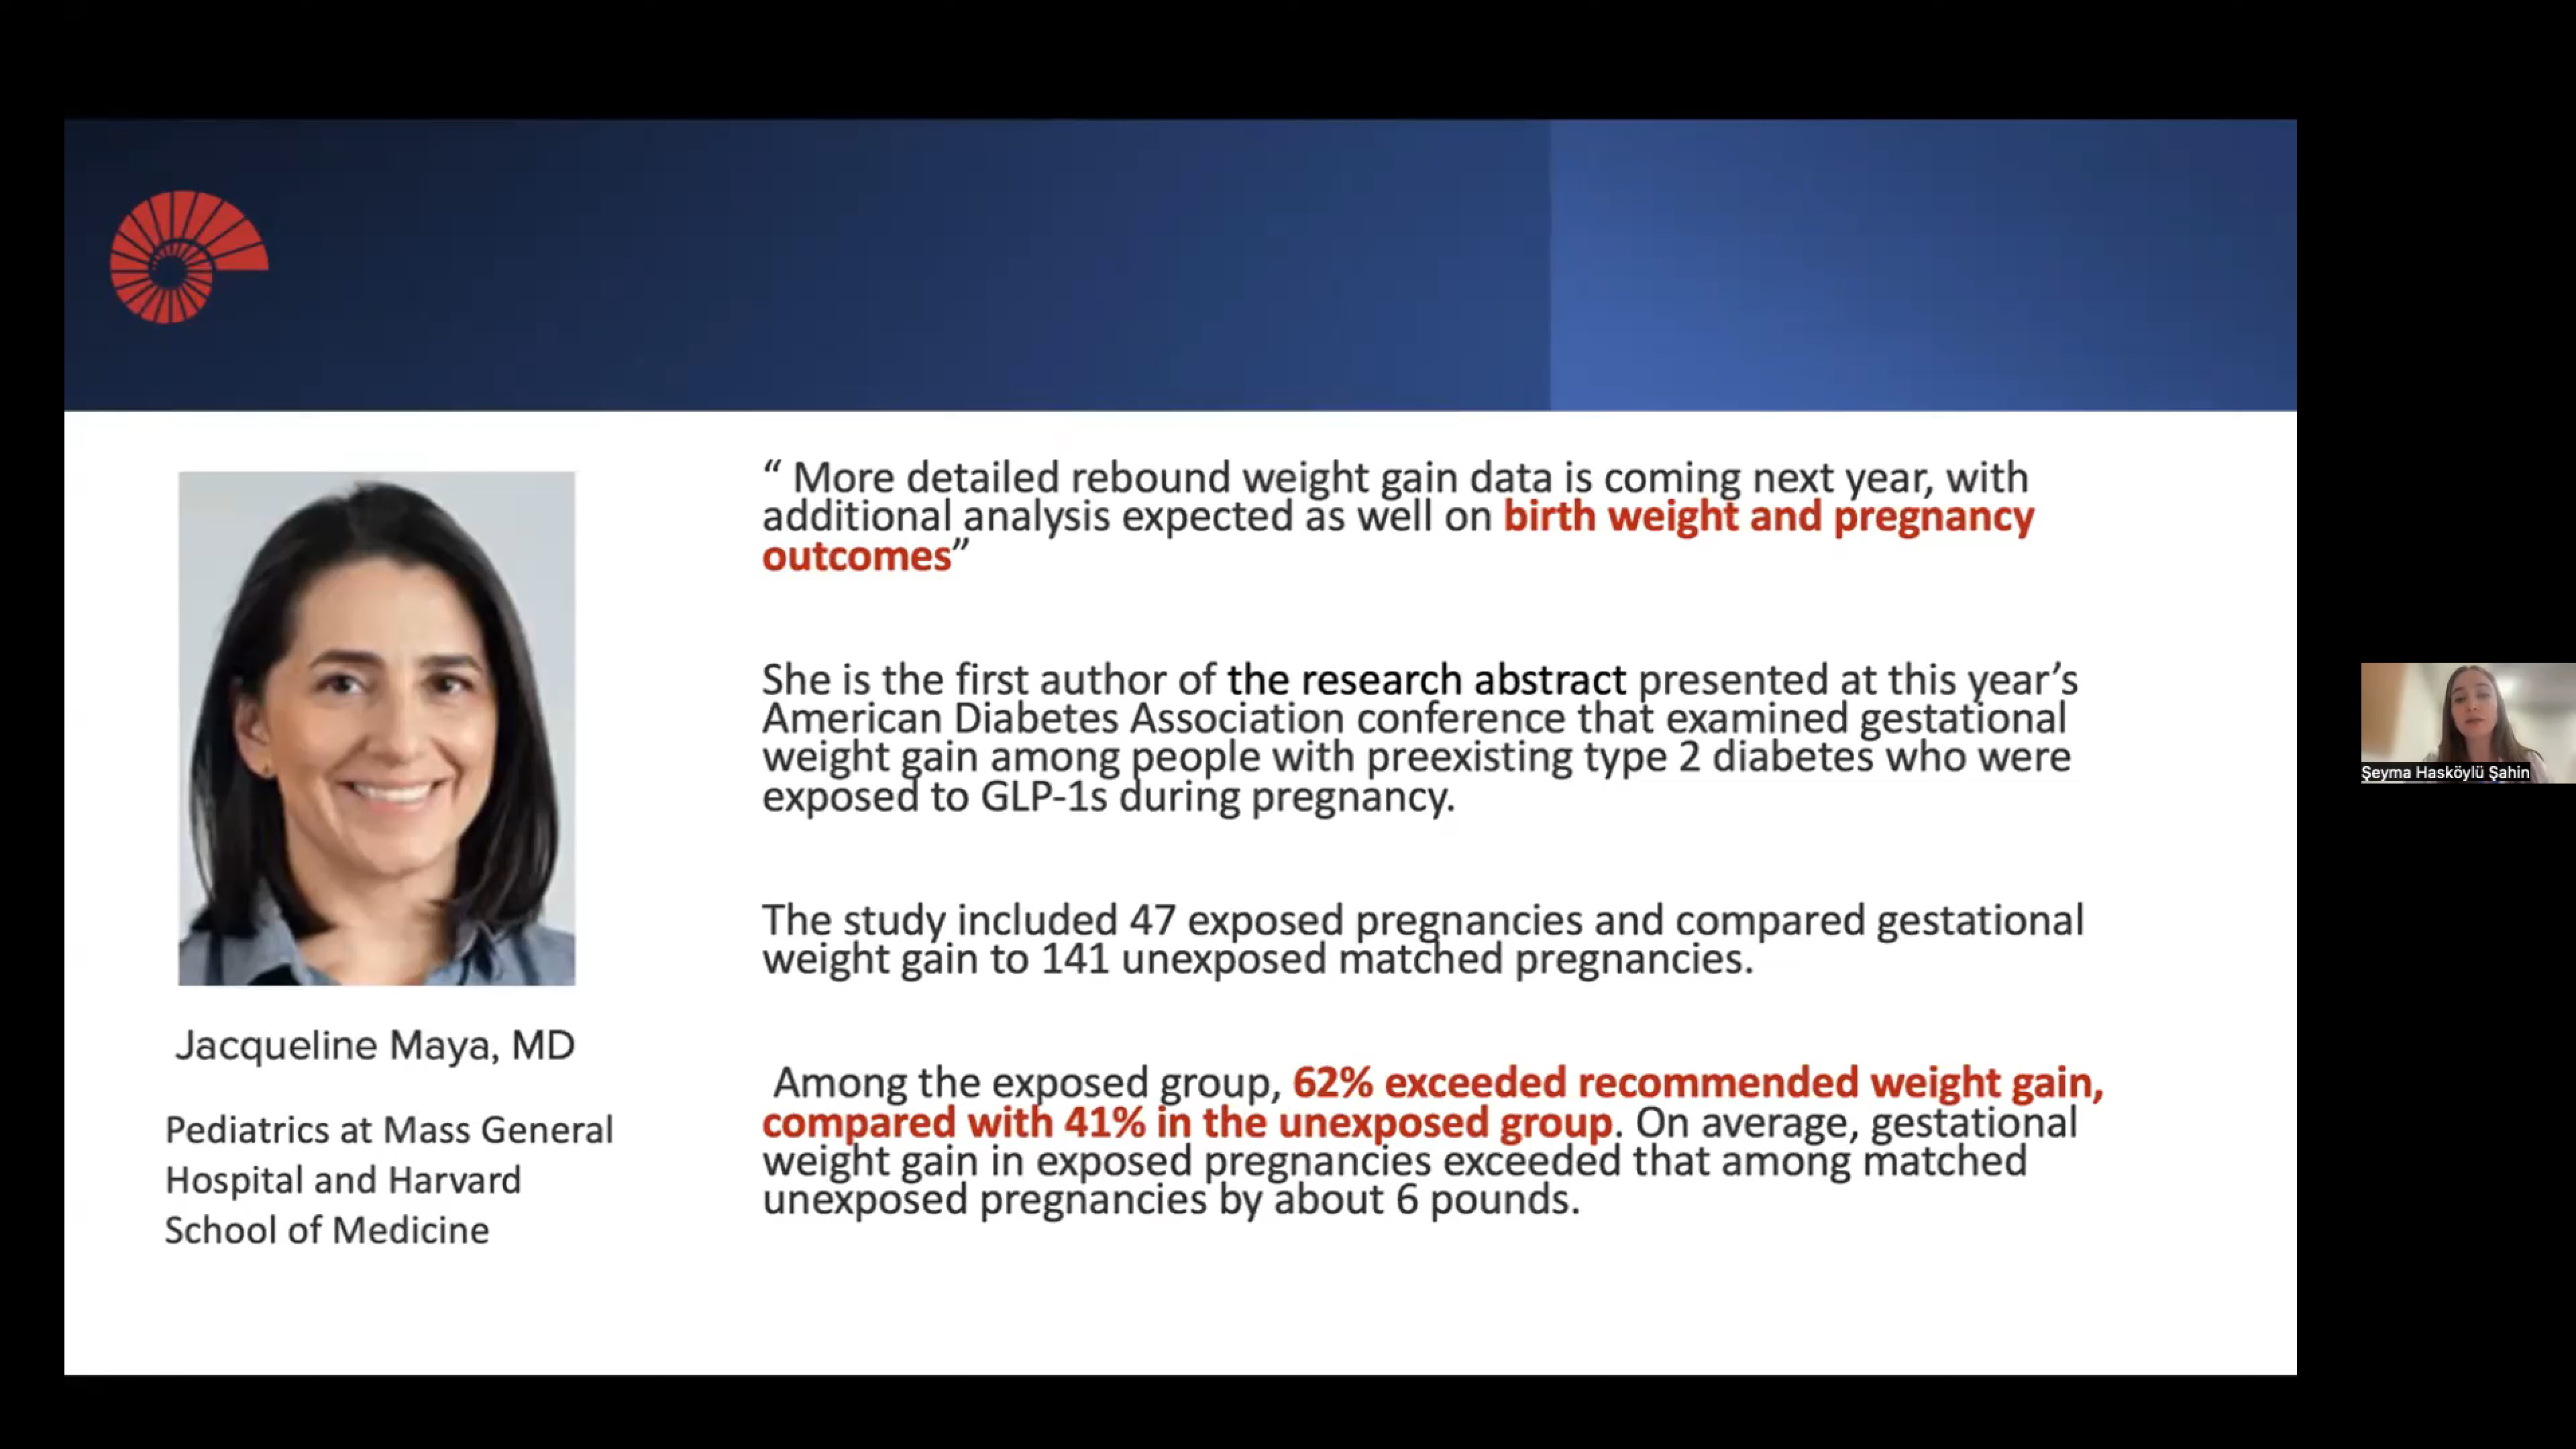 “ More detailed rebound weight gain data is coming next year, with
additional analysis expected as well on birth weight and pregnancy
outcomes”
She is the first author of the research abstract presented at this year’s
American Diabetes Association conference that examined gestational
weight gain among people with preexisting type 2 diabetes who were
exposed to GLP-1s during pregnancy.
The study included 47 exposed pregnancies and compared gestational
weight gain to 141 unexposed matched pregnancies.
Among the exposed group, 62% exceeded recommended weight gain,
compared with 41% in the unexposed group. On average, gestational
weight gain in exposed pregnancies exceeded that among matched
unexposed pregnancies by about 6 pounds.
Jacqueline Maya, MD
Pediatrics at Mass General
Hospital and Harvard
School of Medicine
Şeyma Hasköylü Şahin